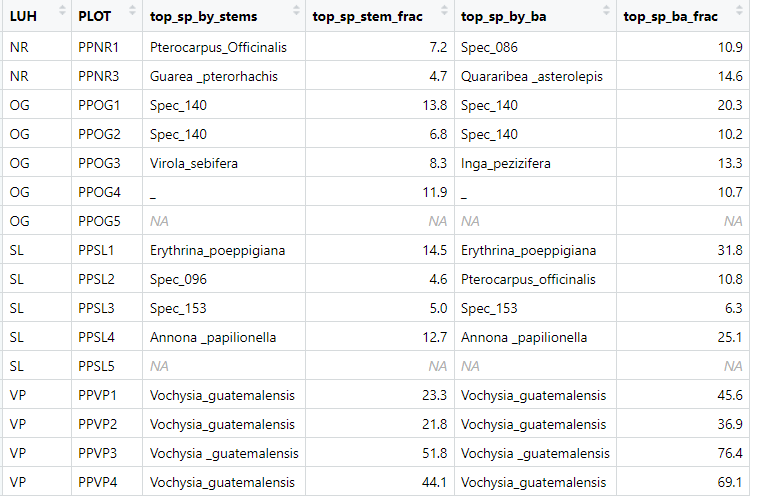 LUH PLOT top_sp_by_stems top_sp_stem_frac top_sp_by_ba top_sp_ba_frac
NR PPNR1 Pterocarpus_Officinalis 7.2 Spec_086 10.9
NR PPNR3 Guarea _pterorhachis 4.7 Quararibea _asterolepis 14.6
OG PPOG1 Spec_140 13.8 Spec_140 20.3
OG PPOG2 Spec_140 6.8 Spec_140 10.2
OG PPOG3 Virola_sebifera 8.3 Inga_pezizifera 13.3
OG PPOG4 _ 11.9 _ 10.7
OG PPOG5 NA NA NA NA
SL PPSL1 Erythrina_poeppigiana 14.5 Erythrina_poeppigiana 31.8
SL PPSL2 Spec_096 4.6 Pterocarpus_officinalis 10.8
SL PPSL3 Spec_153 5.0 Spec_153 6.3
SL PPSL4 Annona _papilionella 12.7 Annona _papilionella 25.1
SL PPSL5 NA NA NA NA
VP PPVP1 Vochysia_guatemalensis 23.3 Vochysia_guatemalensis 45.6
VP PPVP2 Vochysia_guatemalensis 21.8 Vochysia_guatemalensis 36.9
VP PPVP3 Vochysia _guatemalensis 51.8 Vochysia _guatemalensis 76.4
VP PPVP4 Vochysia_guatemalensis 44.1 Vochysia_guatemalensis 69.1